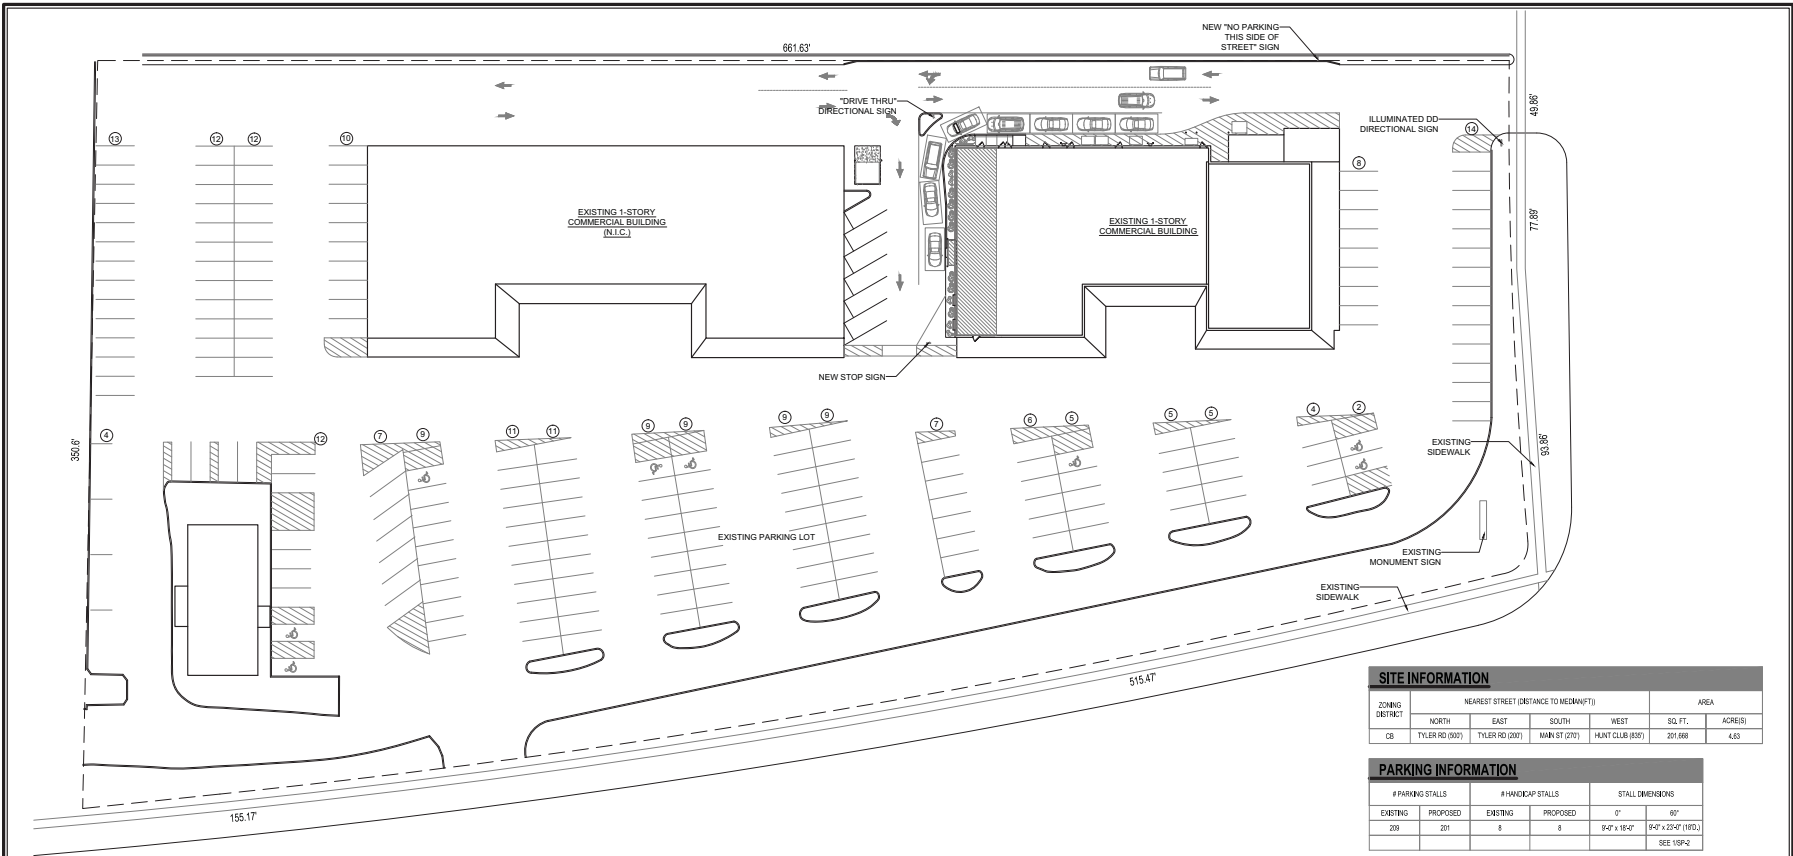 661.63'
NEW "NO PARKING
THIS SIDE OF
STREET" SIGN
49.86'
"DRIVE THRU"
DIRECTIONAL SIGN
ILLUMINATED DD
DIRECTIONAL SIGN
13
12
12
10
14
8
77.89'
EXISTING 1-STORY
COMMERCIAL BUILDING
(N.I.C.)
EXISTING 1-STORY
COMMERCIAL BUILDING
NEW STOP SIGN
350.6'
4
12
7
9
11
11
9
9
9
9
7
6
5
5
5
4
2
EXISTING
SIDEWALK
93.86'
EXISTING PARKING LOT
EXISTING
MONUMENT SIGN
EXISTING
SIDEWALK
515.47'
155.17'
SITE INFORMATION
ZONING
DISTRICT
NEAREST STREET (DISTANCE TO MEDIAN(FT))
AREA
NORTH EAST SOUTH WEST SQ. FT. ACRE(S)
CB TYLER RD (500') TYLER RD (200') MAIN ST (270') HUNT CLUB (835') 201,668 4.63
PARKING INFORMATION
# PARKING STALLS # HANDICAP STALLS STALL DIMENSIONS
EXISTING PROPOSED EXISTING PROPOSED 0° 60°
209 201 8 8 9'-0" x 18'-0" 9'-0" x 23'-0" (18'D.)
SEE 1/SP-2